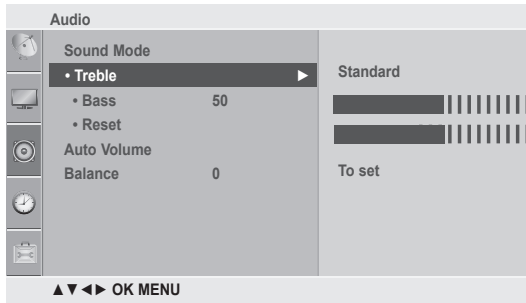 Audio
Sound Mode
• Treble ▶ Standard
• Bass 50
• Reset
Auto Volume
Balance 0 To set
▲▼◄► OK MENU